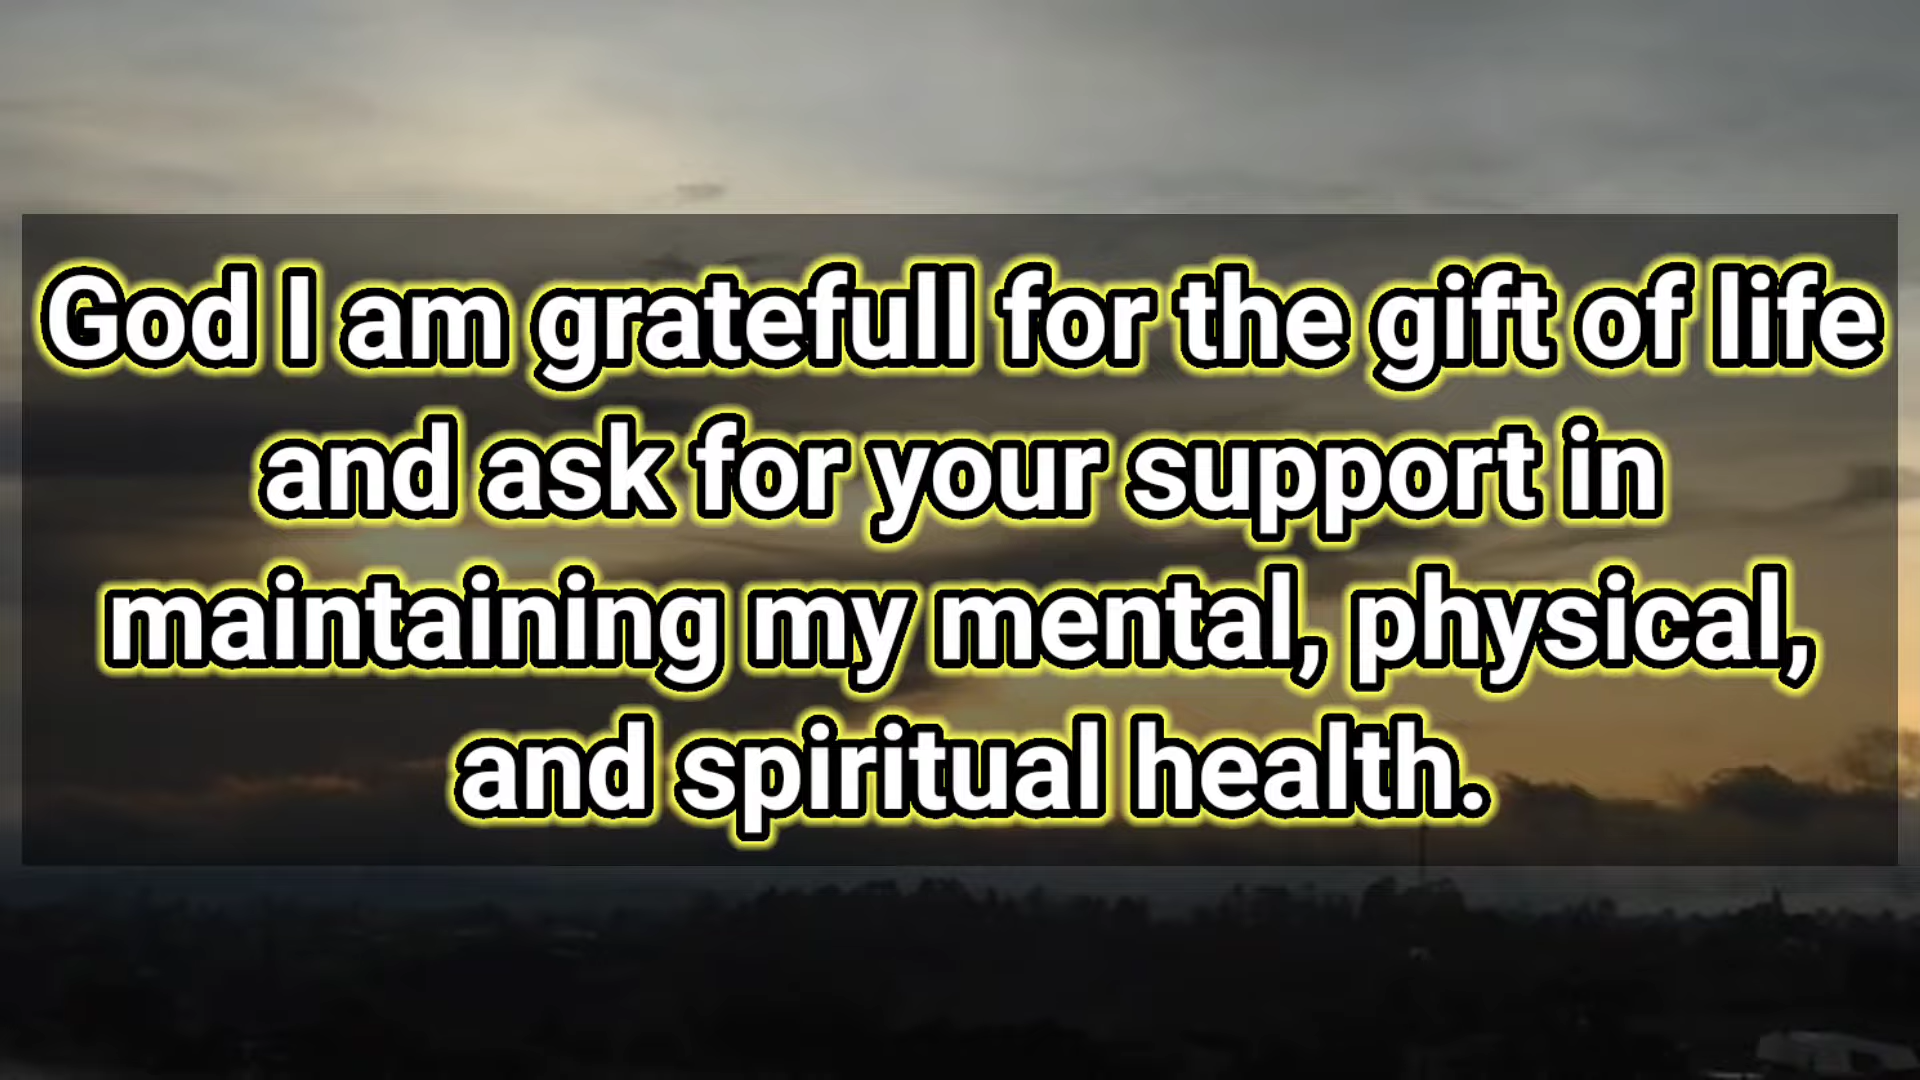 God I am gratefull for the gift of life
and ask for your support in
maintaining my mental, physical,
and spiritual health.